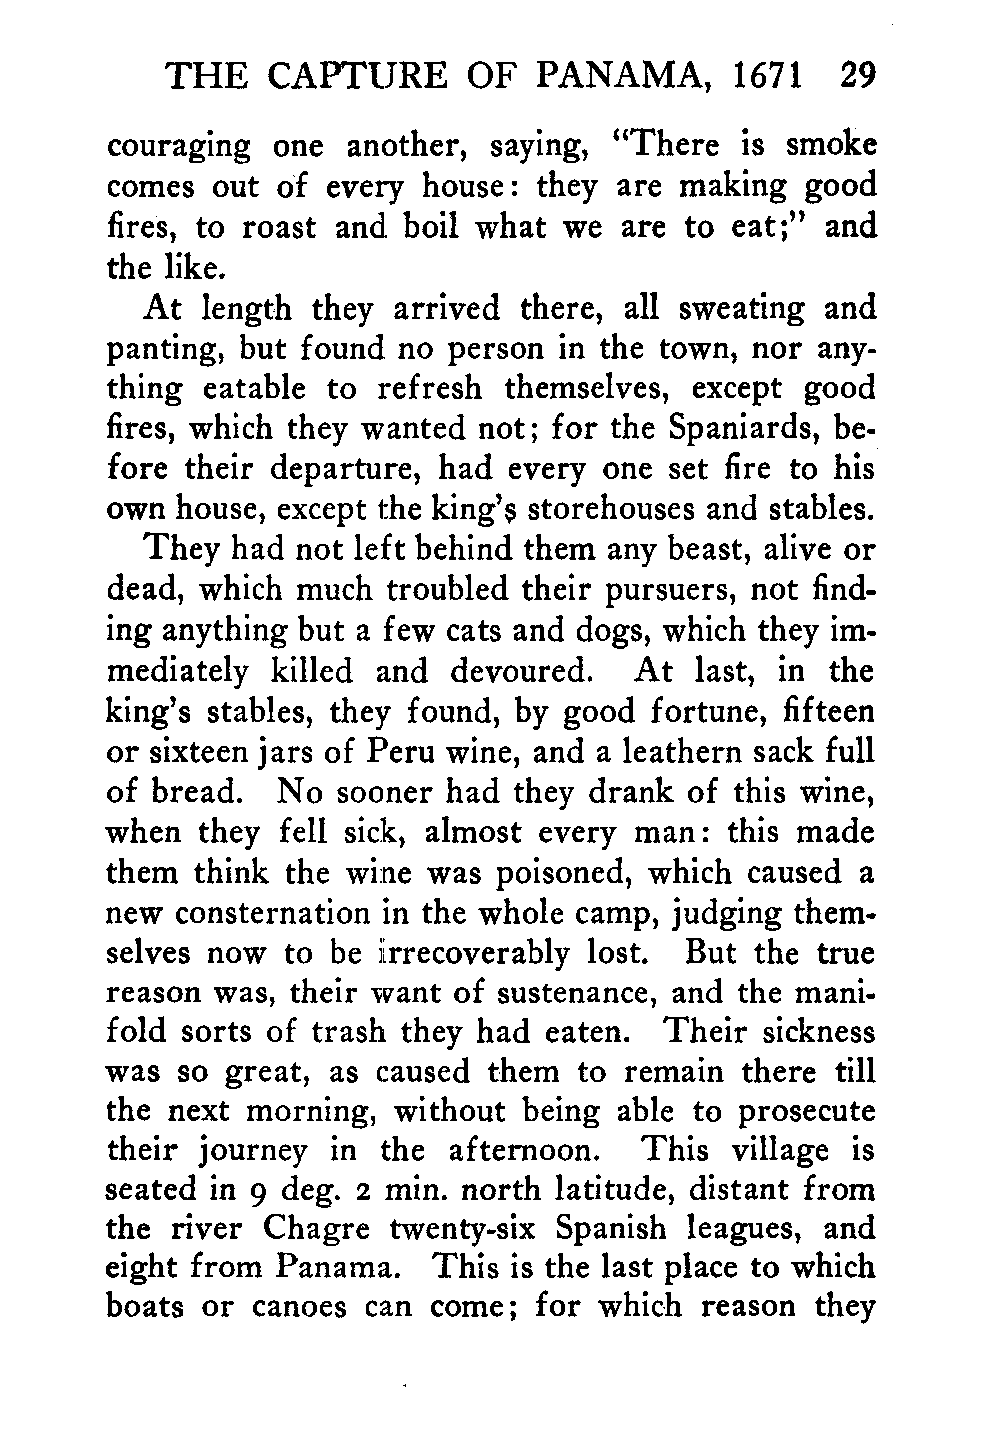 THE CAPTURE OF PANAMA, 1671 29
couraging one another, saying, "There is smoke
comes out of every house: they are making good
fires, to roast and boil what we are to eat;" and
the like.
At length they arrived there, all sweating and
panting, but found no person in the town, nor any-
thing eatable to refresh themselves, except good
fires, which they wanted not; for the Spaniards, be-
fore their departure, had every one set fire to his
own house, except the king's storehouses and stables.
They had not left behind them any beast, alive or
dead, which much troubled their pursuers, not find-
ing anything but a few cats and dogs, which they im-
mediately killed and devoured. At last, in the
king's stables, they found, by good fortune, fifteen
or sixteen jars of Peru wine, and a leathern sack full
of bread. No sooner had they drank of this wine,
when they fell sick, almost every man: this made
them think the wine was poisoned, which caused a
new consternation in the whole camp, judging them-
selves now to be irrecoverably lost. But the true
reason was, their want of sustenance, and the mani-
fold sorts of trash they had eaten. Their sickness
was so great, as caused them to remain there till
the next morning, without being able to prosecute
their journey in the afternoon. This village is
seated in 9 deg. 2 min. north latitude, distant from
the river Chagre twenty-six Spanish leagues, and
eight from Panama. This is the last place to which
boats or canoes can come; for which reason they